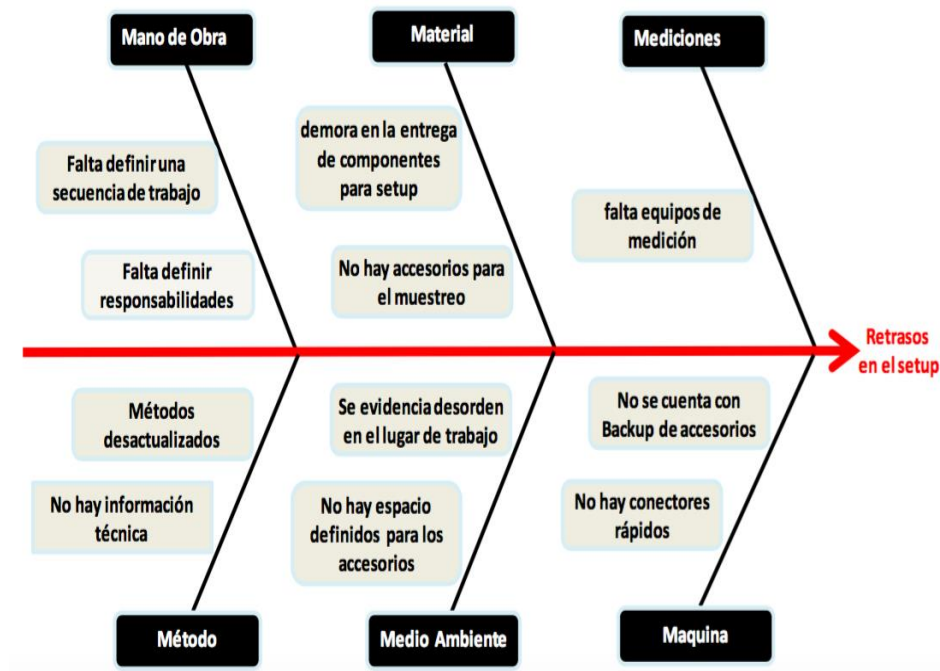 Mano de Obra
Material
Mediciones
Falta definir una
secuencia de trabajo
Falta definir
responsabilidades
demora en la entrega
de componentes
para setup
No hay accesorios para
el muestreo
falta equipos de
medición
Retrasos
en el setup
Métodos
desactualizados
No hay información
técnica
Se evidencia desorden
en el lugar de trabajo
No hay espacio
definidos para los
accesorios
No se cuenta con
Backup de accesorios
No hay conectores
rápidos
Método
Medio Ambiente
Maquina